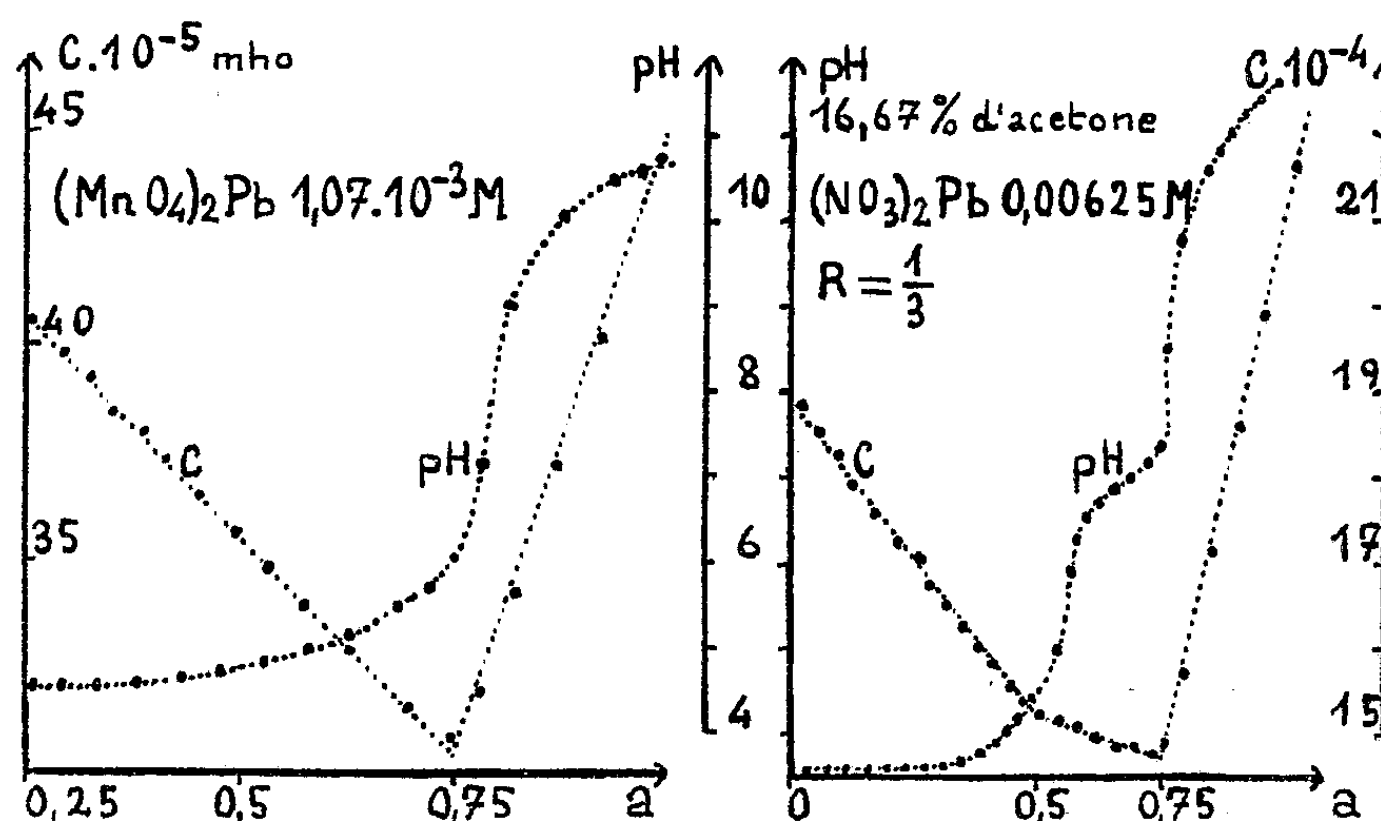 C.10⁻⁵ mho
45
(MnO₄)₂Pb 1,07.10⁻³M
40
C
35
pH
0,25 0,5 0,75 a
pH
10
8
6
4
pH
C.10⁻⁴
16,67% d'acetone
(NO₃)₂Pb 0,00625M
R = 1/3
C
pH
21
19
17
15
0 0,5 0,75 a